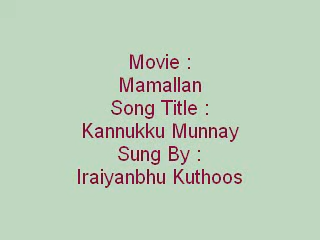 Movie :
Mamallan
Song Title :
Kannukku Munnay
Sung By :
Iraiyanbhu Kuthoos